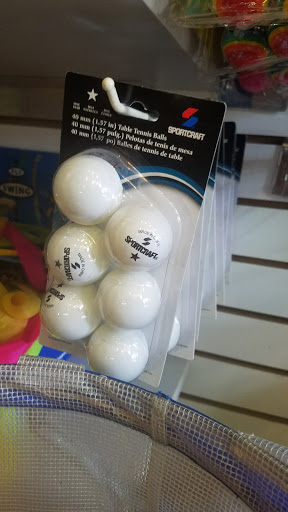 SPORTCRAFT
40 mm (1.57 in) Table Tennis Balls
40 mm (1,57 pulg.) Pelotas de tenis de mesa
40 mm (1,57 po) Balles de tennis de table
SPORTCRAFT
SPORTCRAFT
SWING